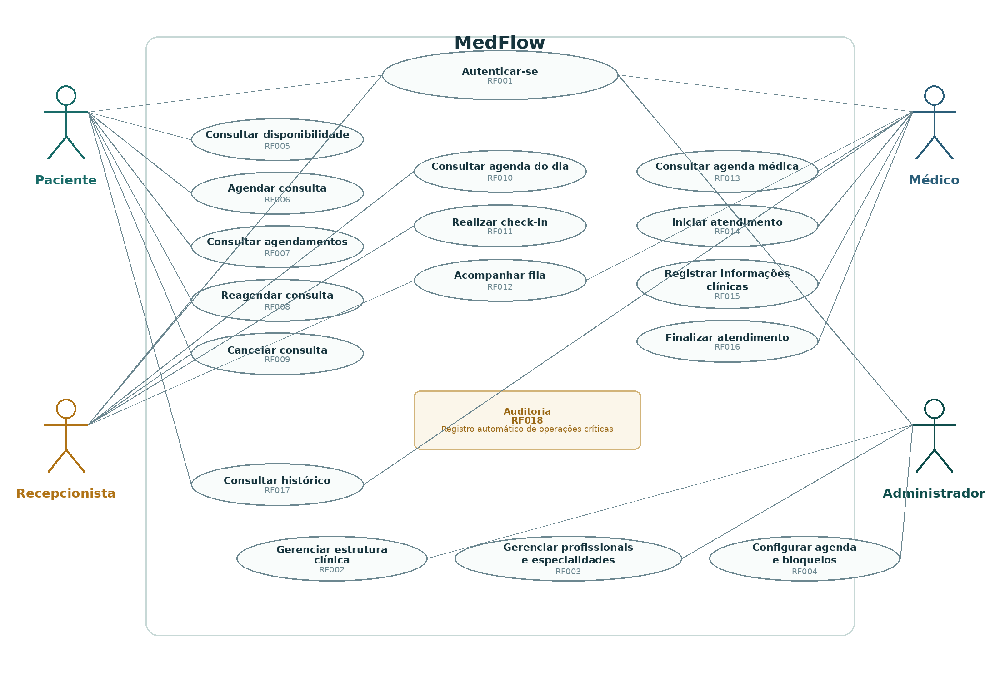 MedFlow
Autenticar-se
RF001
Paciente
Médico
Consultar disponibilidade
RF005
Agendar consulta
RF006
Consultar agendamentos
RF007
Reagendar consulta
RF008
Cancelar consulta
RF009
Consultar agenda do dia
RF010
Realizar check-in
RF011
Acompanhar fila
RF012
Consultar agenda médica
RF013
Iniciar atendimento
RF014
Registrar informações
clínicas
RF015
Finalizar atendimento
RF016
Auditoria
RF018
Registro automático de operações críticas
Recepcionista
Administrador
Consultar histórico
RF017
Gerenciar estrutura
clínica
RF002
Gerenciar profissionais
e especialidades
RF003
Configurar agenda
e bloqueios
RF004